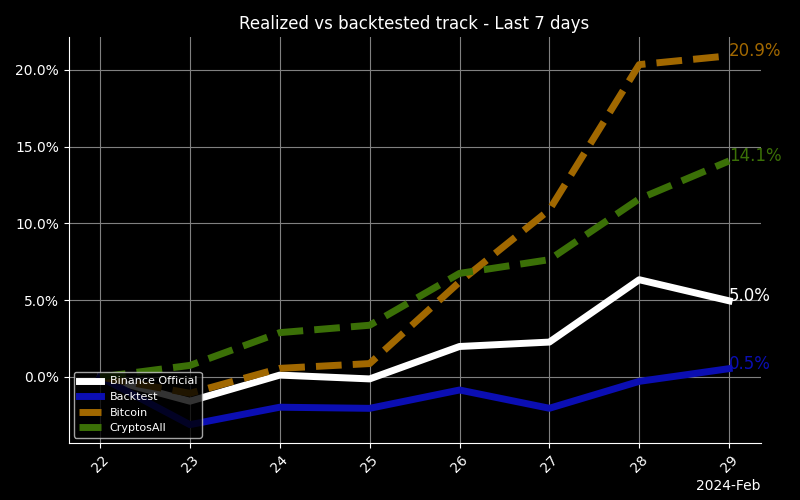 Realized vs backtested track - Last 7 days
20.9%
20.0%
15.0%
14.1%
10.0%
5.0%
5.0%
0.5%
0.0%
Binance Official
Backtest
Bitcoin
CryptosAll
22 23 24 25 26 27 28 29
2024-Feb